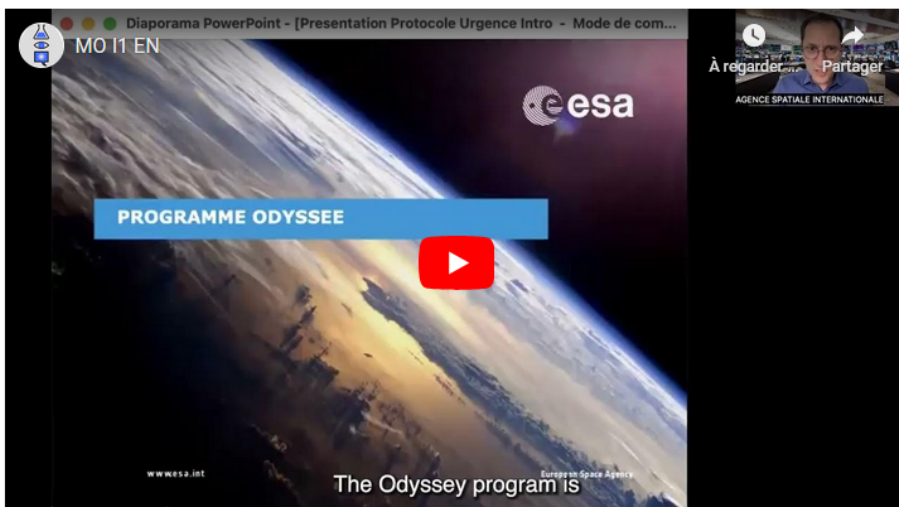 Diaporama PowerPoint - [Presentation Protocole Urgence Intro - Mode de com...
MO I1 EN
À regarder ...
Partager
AGENCE SPATIALE INTERNATIONALE
esa
PROGRAMME ODYSSEE
www.esa.int
European Space Agency
The Odyssey program is